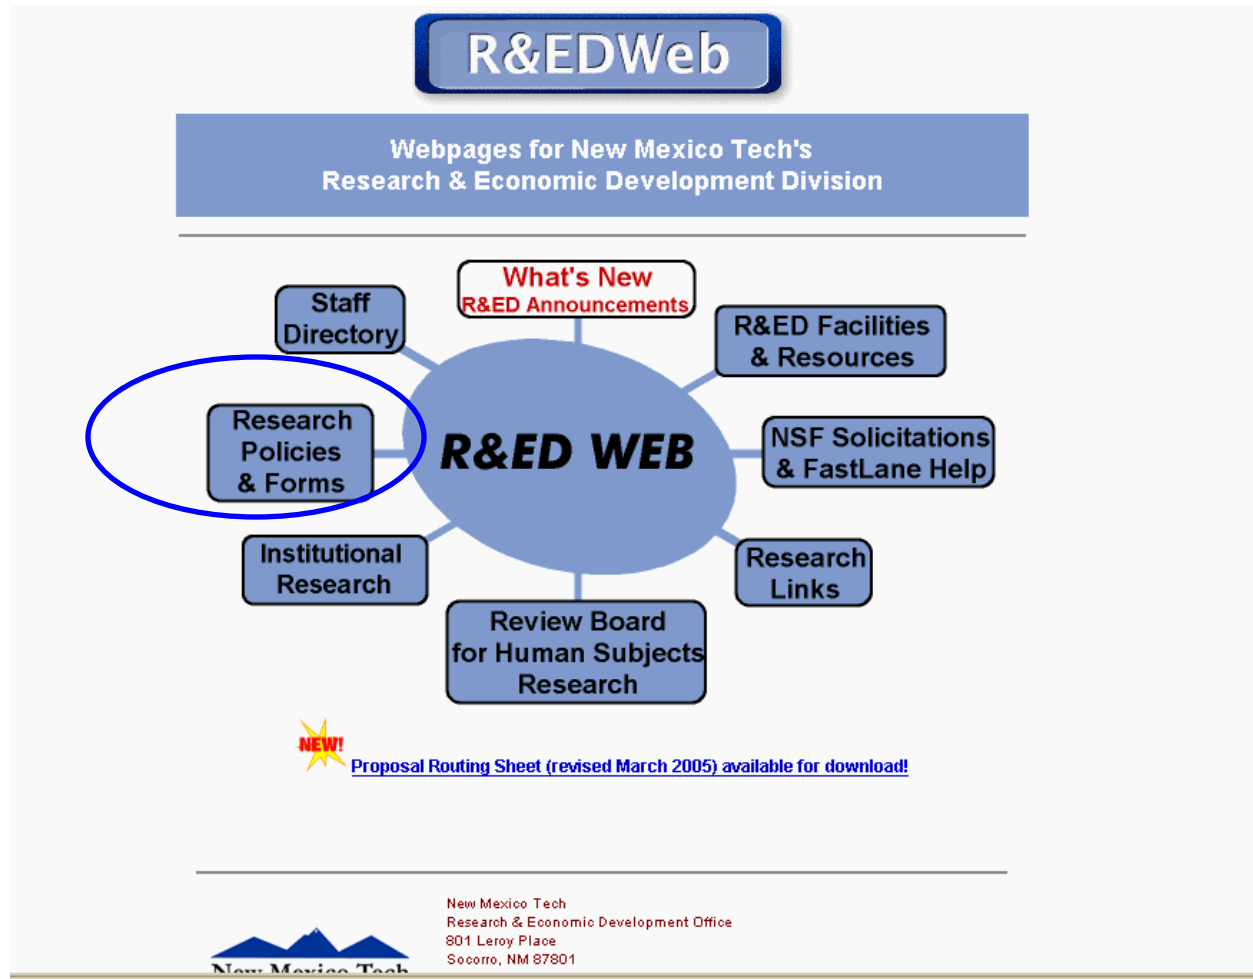 R&EDWeb
Webpages for New Mexico Tech's
Research & Economic Development Division
What's New
R&ED Announcements
Staff
Directory
R&ED Facilities
& Resources
Research
Policies
& Forms
R&ED WEB
NSF Solicitations
& FastLane Help
Institutional
Research
Research
Links
Review Board
for Human Subjects
Research
NEW!
Proposal Routing Sheet (revised March 2005) available for download!
New Mexico Tech
Research & Economic Development Office
801 Leroy Place
Socorro, NM 87801
New Mexico Tech